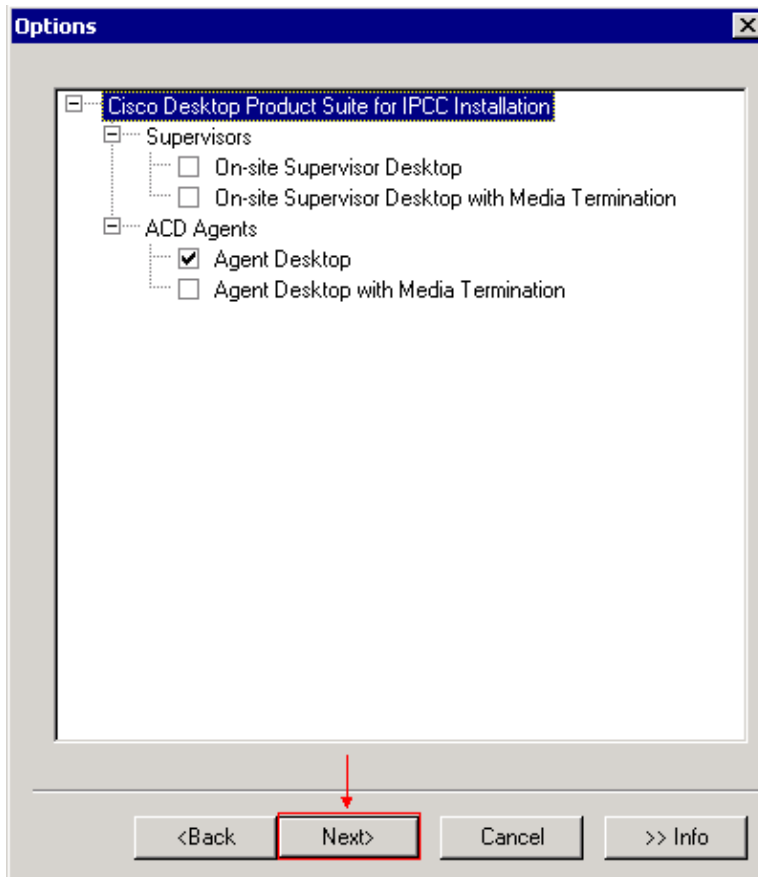 Options
Cisco Desktop Product Suite for IPCC Installation
Supervisors
On-site Supervisor Desktop
On-site Supervisor Desktop with Media Termination
ACD Agents
Agent Desktop
Agent Desktop with Media Termination
<Back Next> Cancel >> Info